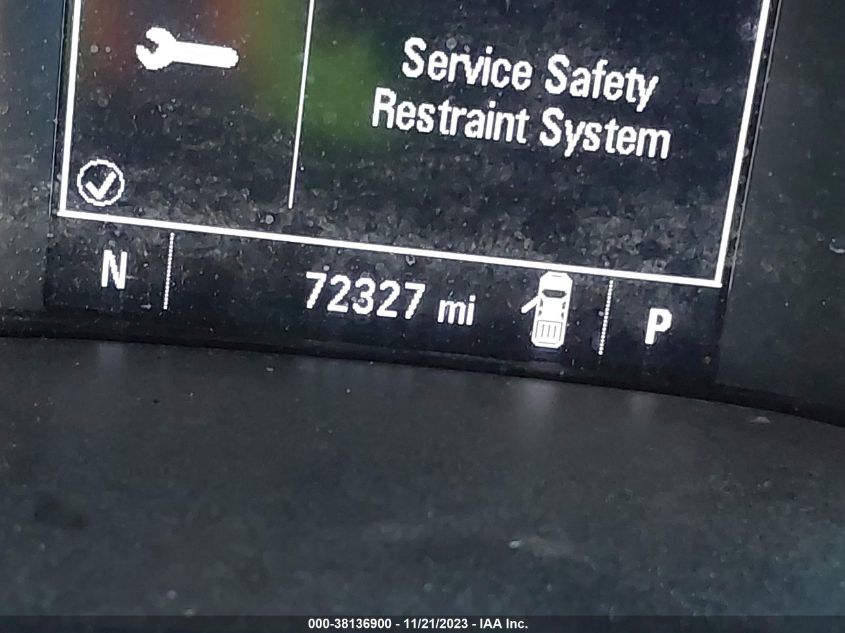 Service Safety
Restraint System
N 72327 mi P
000-38136900 - 11/21/2023 - IAA Inc.